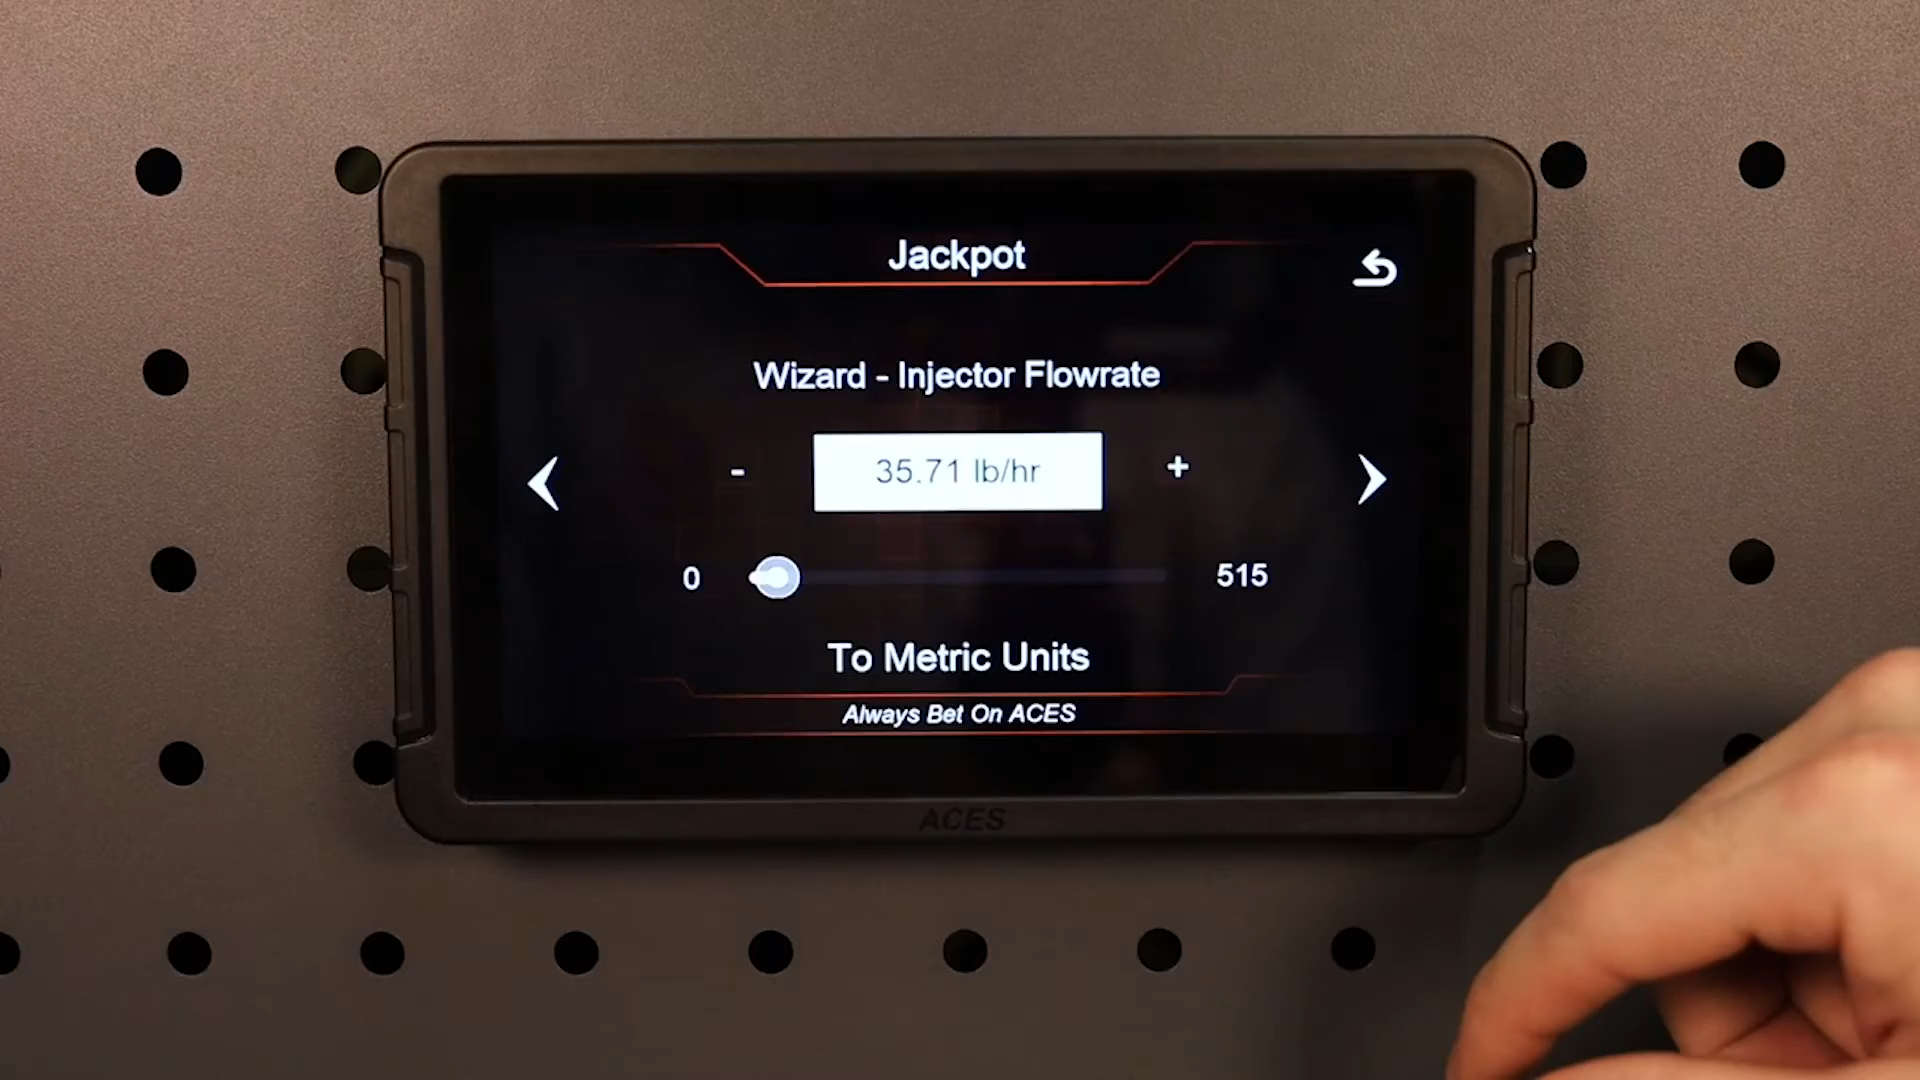 Jackpot
Wizard - Injector Flowrate
- 35.71 lb/hr +
0 515
To Metric Units
Always Bet On ACES
ACES